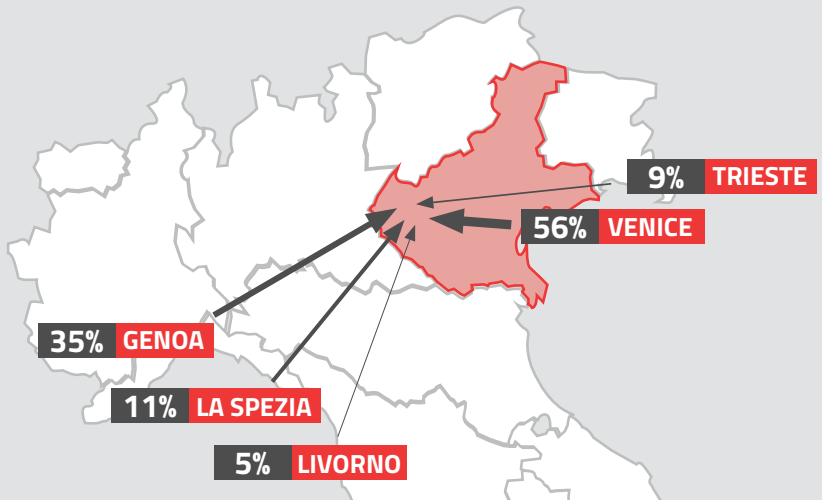 9% TRIESTE
56% VENICE
35% GENOA
11% LA SPEZIA
5% LIVORNO